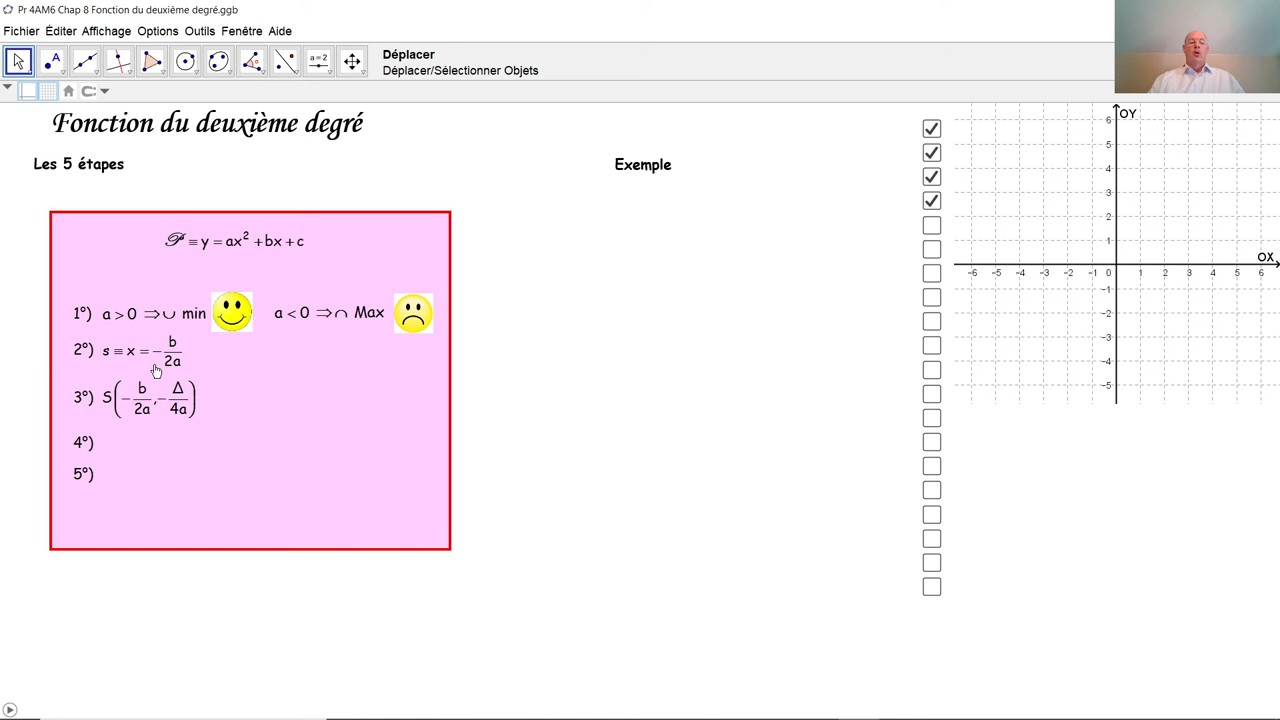 Pr 4AM6 Chap 8 Fonction du deuxième degré.ggb
Fichier Éditer Affichage Options Outils Fenêtre Aide
A α a=2 Déplacer
Déplacer/Sélectionner Objets
Fonction du deuxième degré
Les 5 étapes
Exemple
𝒫 ≡ y = ax² + bx + c
1°) a > 0 ⇒ ∪ min a < 0 ⇒ ∩ Max
2°) s ≡ x = − b/2a
3°) S(− b/2a, − Δ/4a)
4°)
5°)
OY
6
5
4
3
2
1
OX
-6 -5 -4 -3 -2 -1 0 1 2 3 4 5 6
-1
-2
-3
-4
-5